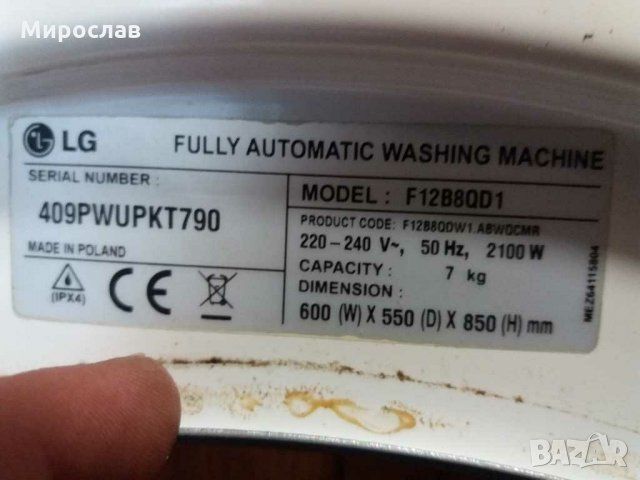 Мирослав
LG FULLY AUTOMATIC WASHING MACHINE
SERIAL NUMBER :
409PWUPKT790
MADE IN POLAND
(IPX4)
CE
MODEL : F12B8QD1
PRODUCT CODE: F12B8QDW1.ABWQCMR
220-240 V~, 50 Hz, 2100 W
CAPACITY : 7 kg
DIMENSION :
600 (W) X 550 (D) X 850 (H) mm
MEZ64115804
BAZAR